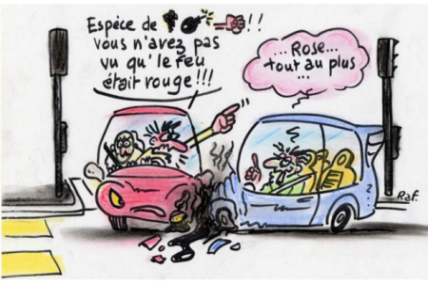 Espèce de !!
vous n'avez pas
vu qu'le feu
était rouge!!!
... Rose...
tout au plus
...
Raf.